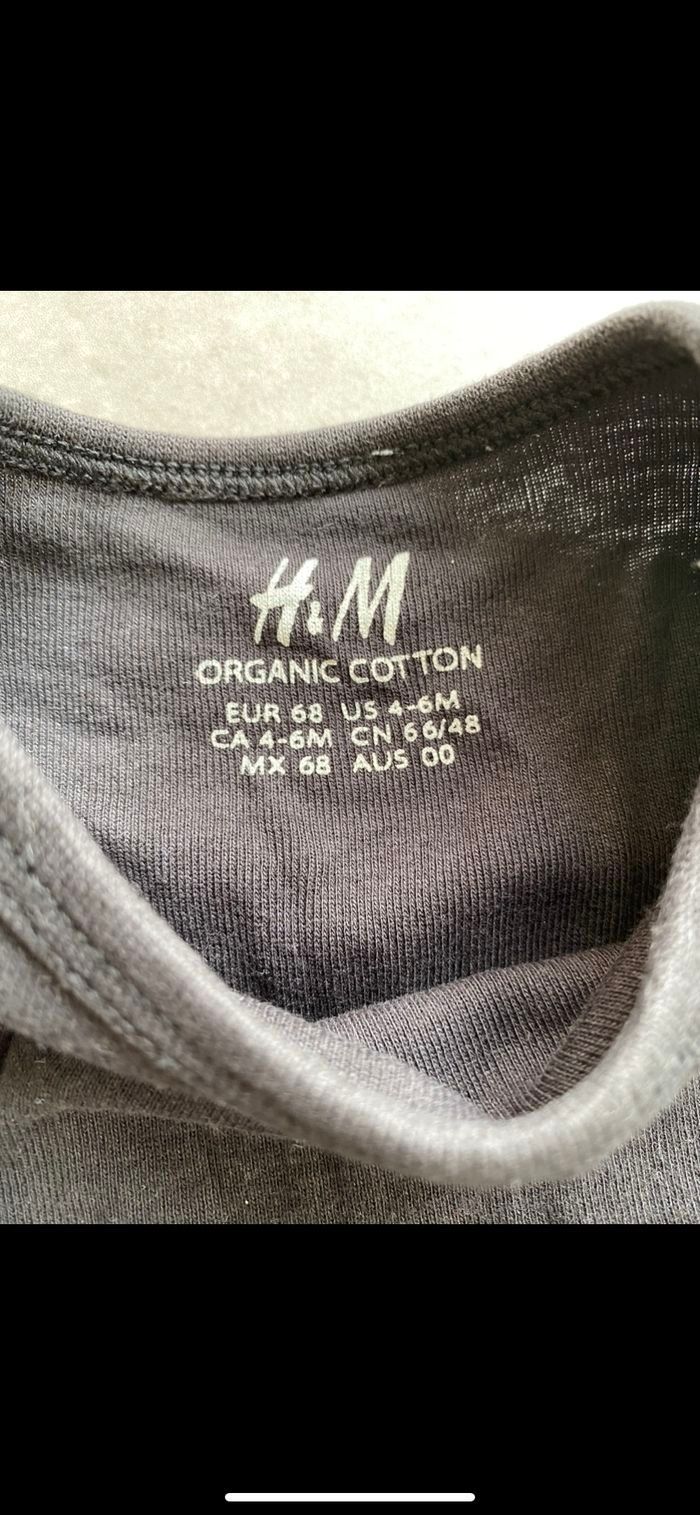 H&M
ORGANIC COTTON
EUR 68 US 4-6M
CA 4-6M CN 66/48
MX 68 AUS 00